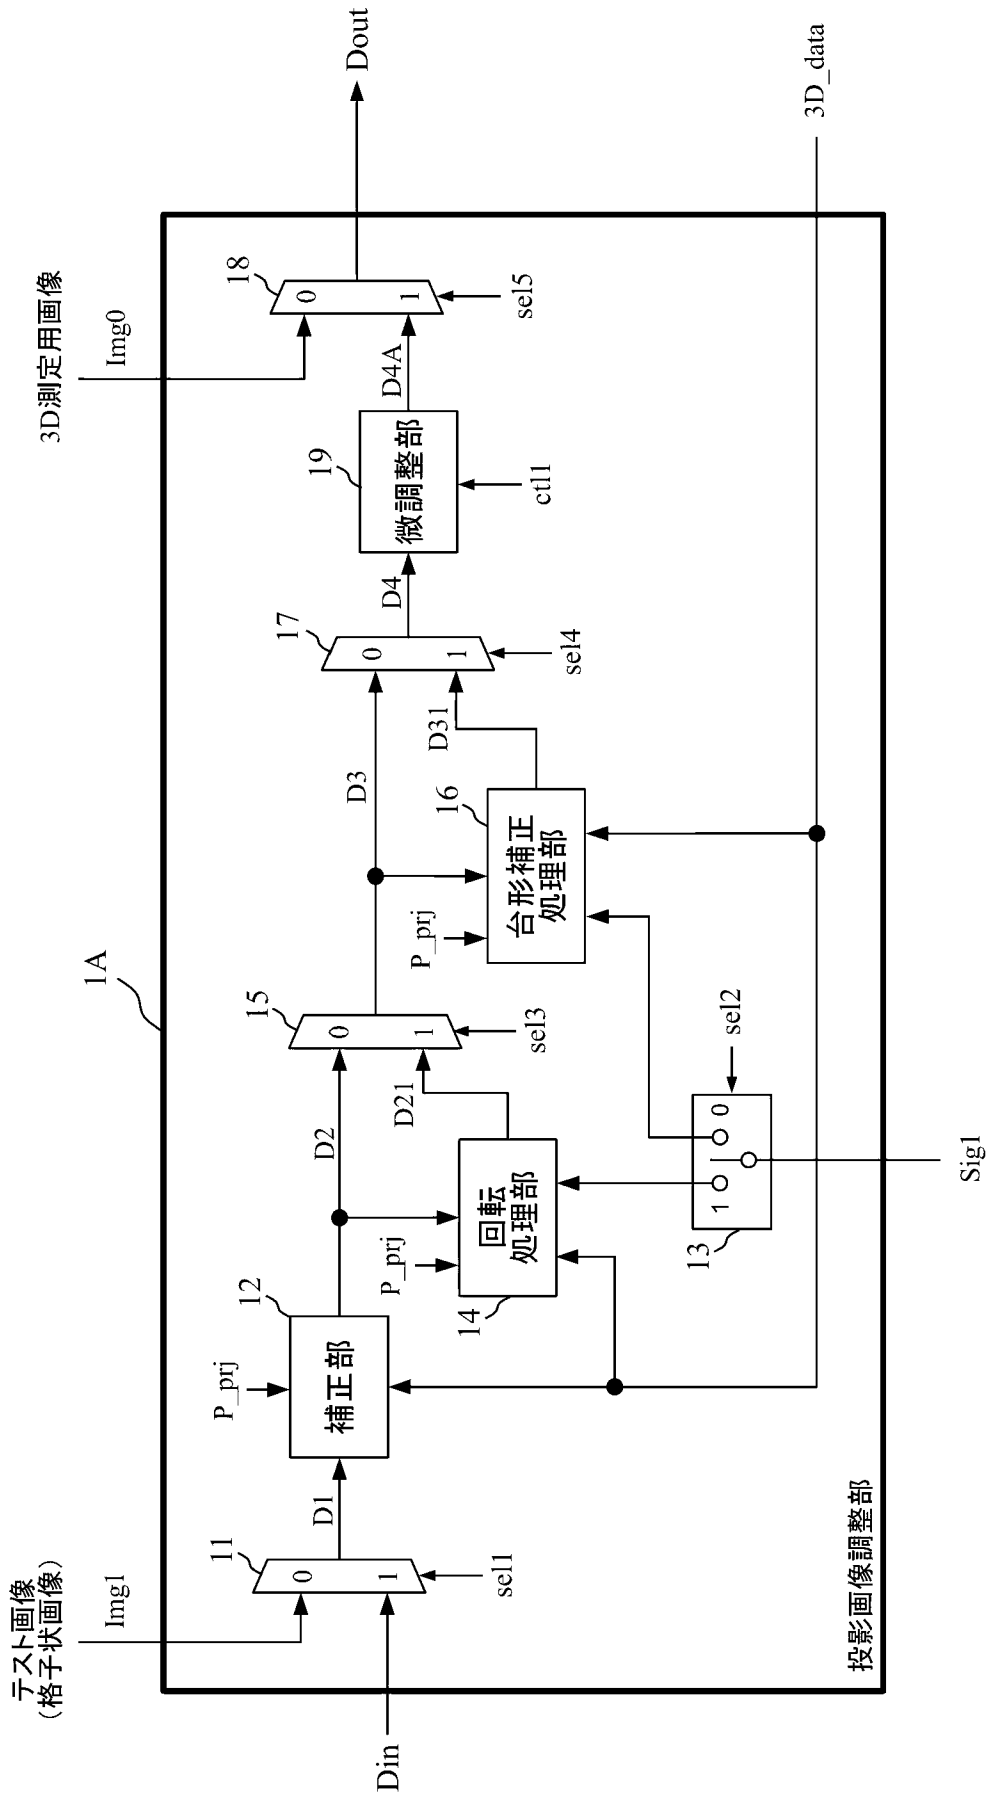 テスト画像
（格子状画像）
Img1
3D測定用画像
Img0
1A
Din
11
0
1
sel1
D1
P_prj
12
補正部
D2
P_prj
14
回転
処理部
D21
13
1
0
sel2
Sig1
15
0
1
sel3
D3
P_prj
16
台形補正
処理部
D31
17
0
1
sel4
D4
19
微調整部
ctl1
D4A
18
0
1
sel5
Dout
3D_data
投影画像調整部